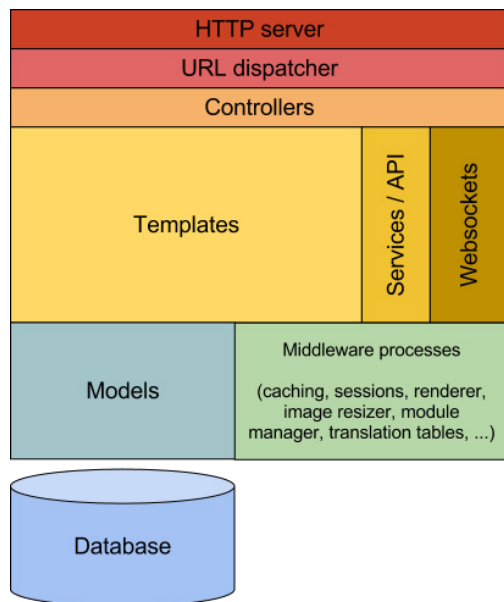 HTTP server
URL dispatcher
Controllers
Templates
Services / API
Websockets
Models
Middleware processes
(caching, sessions, renderer,
image resizer, module
manager, translation tables, ...)
Database